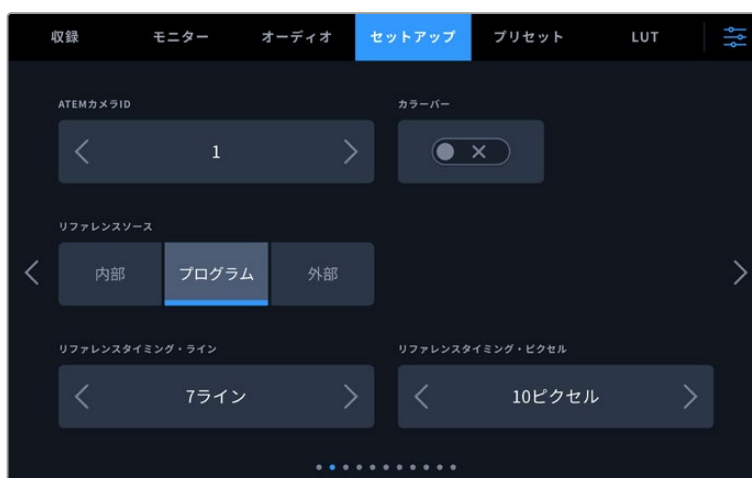 収録 モニター オーディオ セットアップ プリセット LUT
ATEMカメラID カラーバー
1
リファレンスソース
内部 プログラム 外部
リファレンスタイミング・ライン リファレンスタイミング・ピクセル
7ライン 10ピクセル